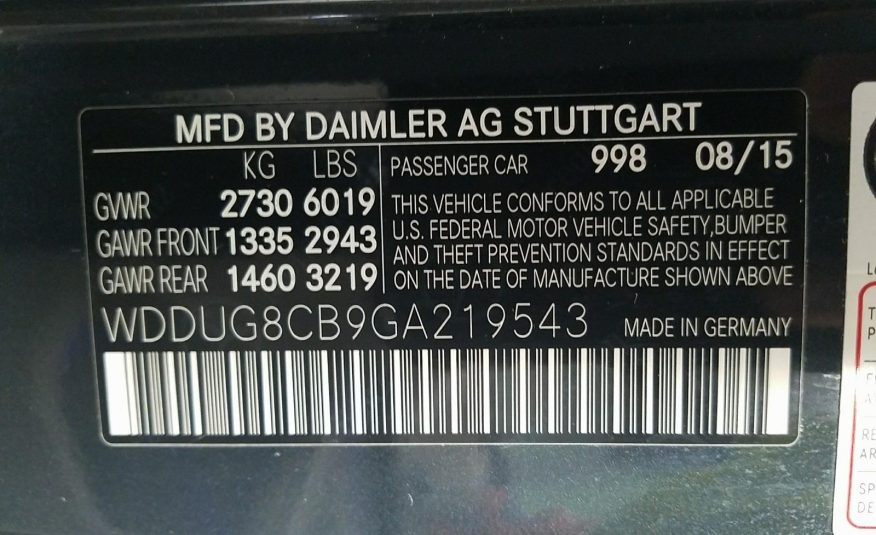 MFD BY DAIMLER AG STUTTGART
KG LBS PASSENGER CAR 998 08/15
GVWR 2730 6019
GAWR FRONT 1335 2943
GAWR REAR 1460 3219
THIS VEHICLE CONFORMS TO ALL APPLICABLE
U.S. FEDERAL MOTOR VEHICLE SAFETY,BUMPER
AND THEFT PREVENTION STANDARDS IN EFFECT
ON THE DATE OF MANUFACTURE SHOWN ABOVE
WDDUG8CB9GA219543 MADE IN GERMANY